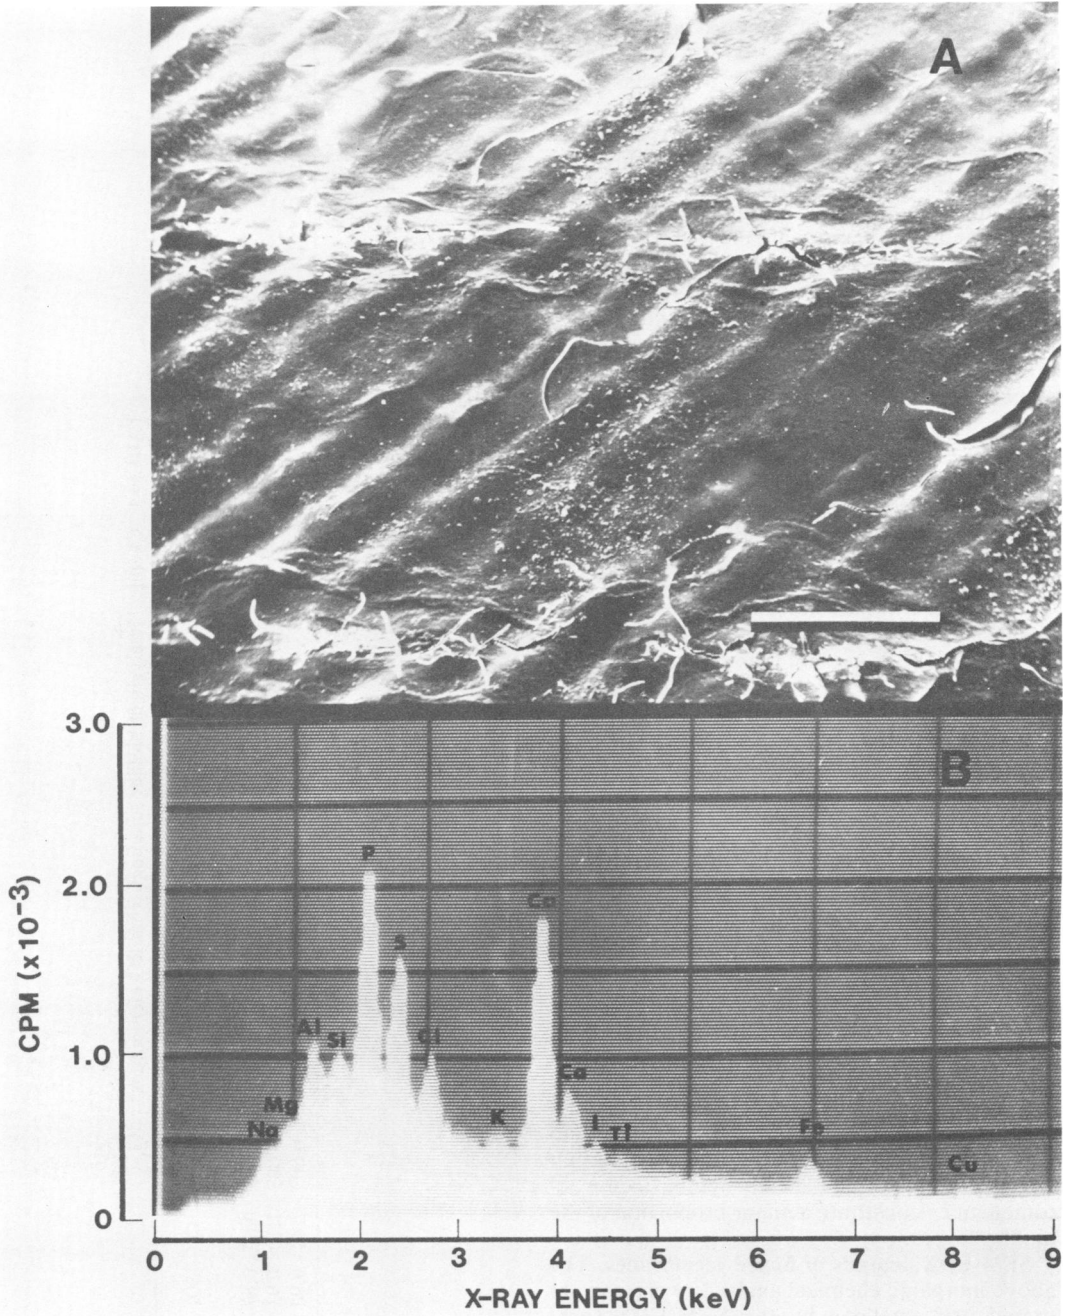 A
B
3.0
2.0
1.0
0
CPM (x10⁻³)
P
Ca
S
Al
Si
Cl
Ca
Mg
K
I
Na
Ti
Fe
Cu
0 1 2 3 4 5 6 7 8 9
X-RAY ENERGY (keV)